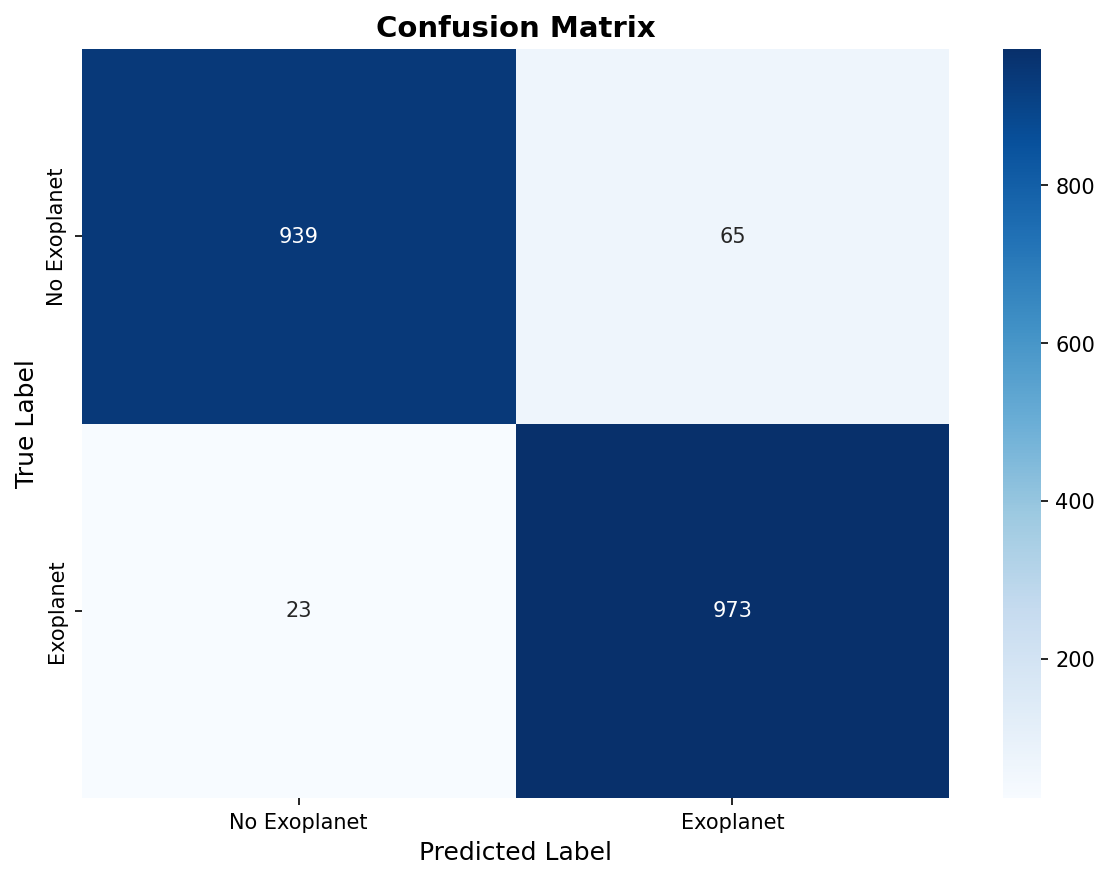 Confusion Matrix
True Label
No Exoplanet
Exoplanet
939
65
23
973
No Exoplanet
Exoplanet
Predicted Label
800
600
400
200